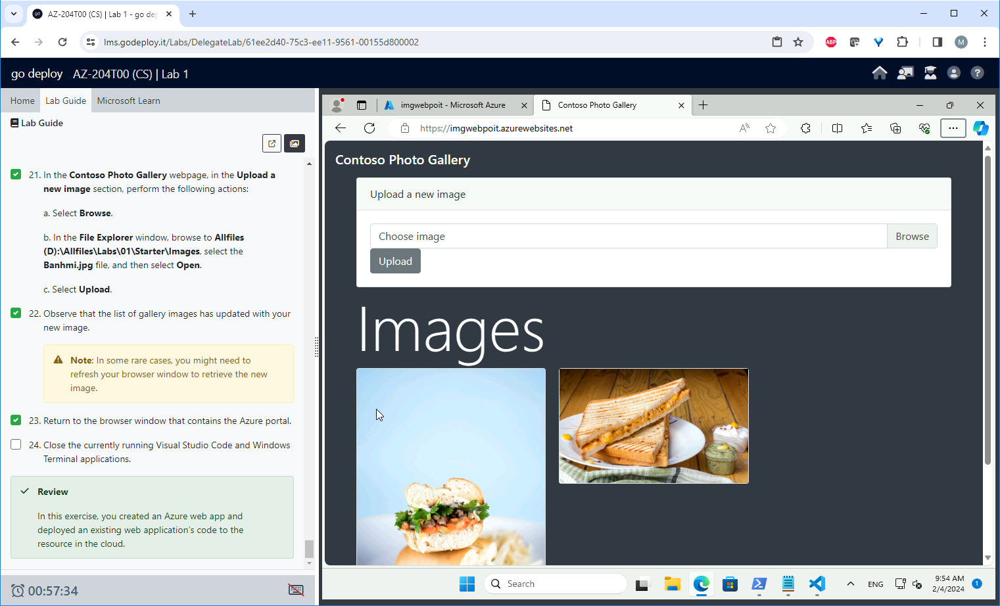 AZ-204T00 (CS) | Lab 1 - go de
lms.godeploy.it/Labs/DelegateLab/61ee2d40-75c3-ee11-9561-00155d800002
ABP
M
go deploy AZ-204T00 (CS) | Lab 1
Home Lab Guide Microsoft Learn
Lab Guide
21. In the Contoso Photo Gallery webpage, in the Upload a
new image section, perform the following actions:
a. Select Browse.
b. In the File Explorer window, browse to Allfiles
(D):\Allfiles\Labs\01\Starter\Images, select the
Banhmi.jpg file, and then select Open.
c. Select Upload.
22. Observe that the list of gallery images has updated with your
new image.
Note: In some rare cases, you might need to
refresh your browser window to retrieve the new
image.
23. Return to the browser window that contains the Azure portal.
24. Close the currently running Visual Studio Code and Windows
Terminal applications.
Review
In this exercise, you created an Azure web app and
deployed an existing web application's code to the
resource in the cloud.
00:57:34
imgwebpoit - Microsoft Azure
Contoso Photo Gallery
https://imgwebpoit.azurewebsites.net
Contoso Photo Gallery
Upload a new image
Choose image
Browse
Upload
Images
Search
ENG
9:54 AM
2/4/2024
1